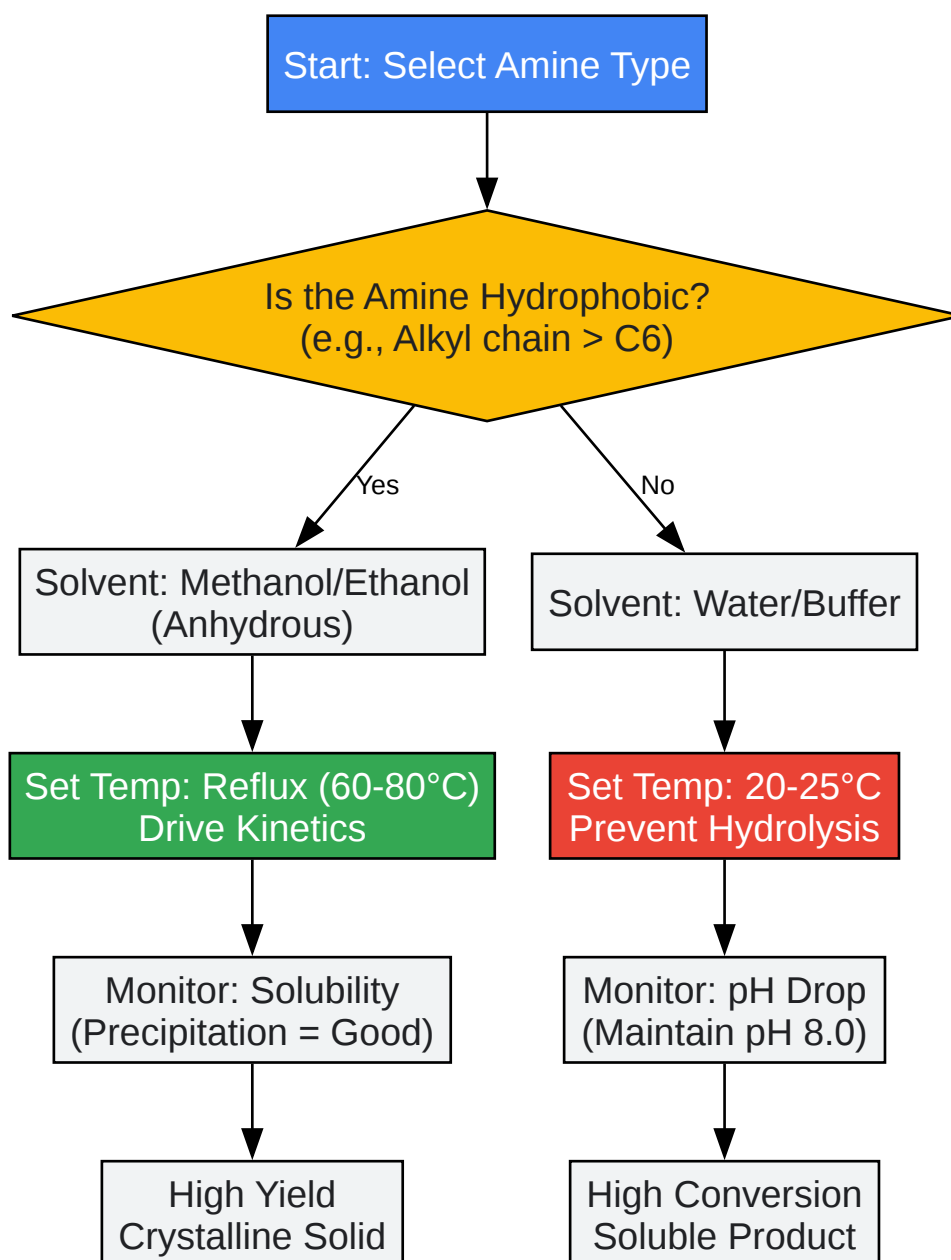 Start: Select Amine Type
Is the Amine Hydrophobic?
(e.g., Alkyl chain > C6)
Yes
No
Solvent: Methanol/Ethanol
(Anhydrous)
Solvent: Water/Buffer
Set Temp: Reflux (60-80°C)
Drive Kinetics
Set Temp: 20-25°C
Prevent Hydrolysis
Monitor: Solubility
(Precipitation = Good)
Monitor: pH Drop
(Maintain pH 8.0)
High Yield
Crystalline Solid
High Conversion
Soluble Product